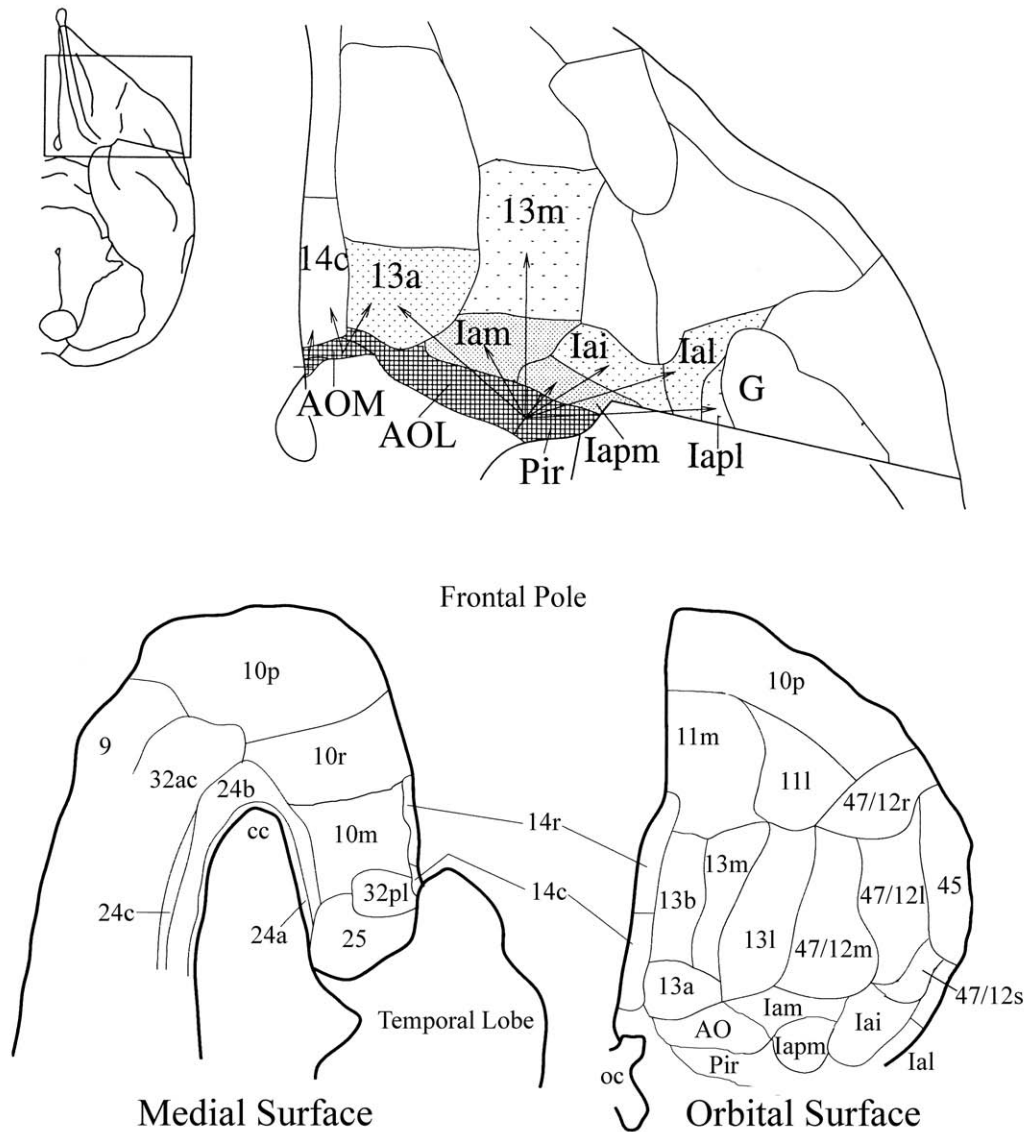 13m
14c
13a
Iam
Iai
Ial
G
AOM
AOL
Iapm
Iapl
Pir
Frontal Pole
10p
9
10r
32ac
24b
cc
10m
14r
32pl
14c
24c
24a
25
Temporal Lobe
10p
11m
11l
47/12r
13m
45
13b
47/12l
13l
47/12m
13a
47/12s
Iam
AO
Iai
Iapm
Pir
Ial
oc
Medial Surface
Orbital Surface